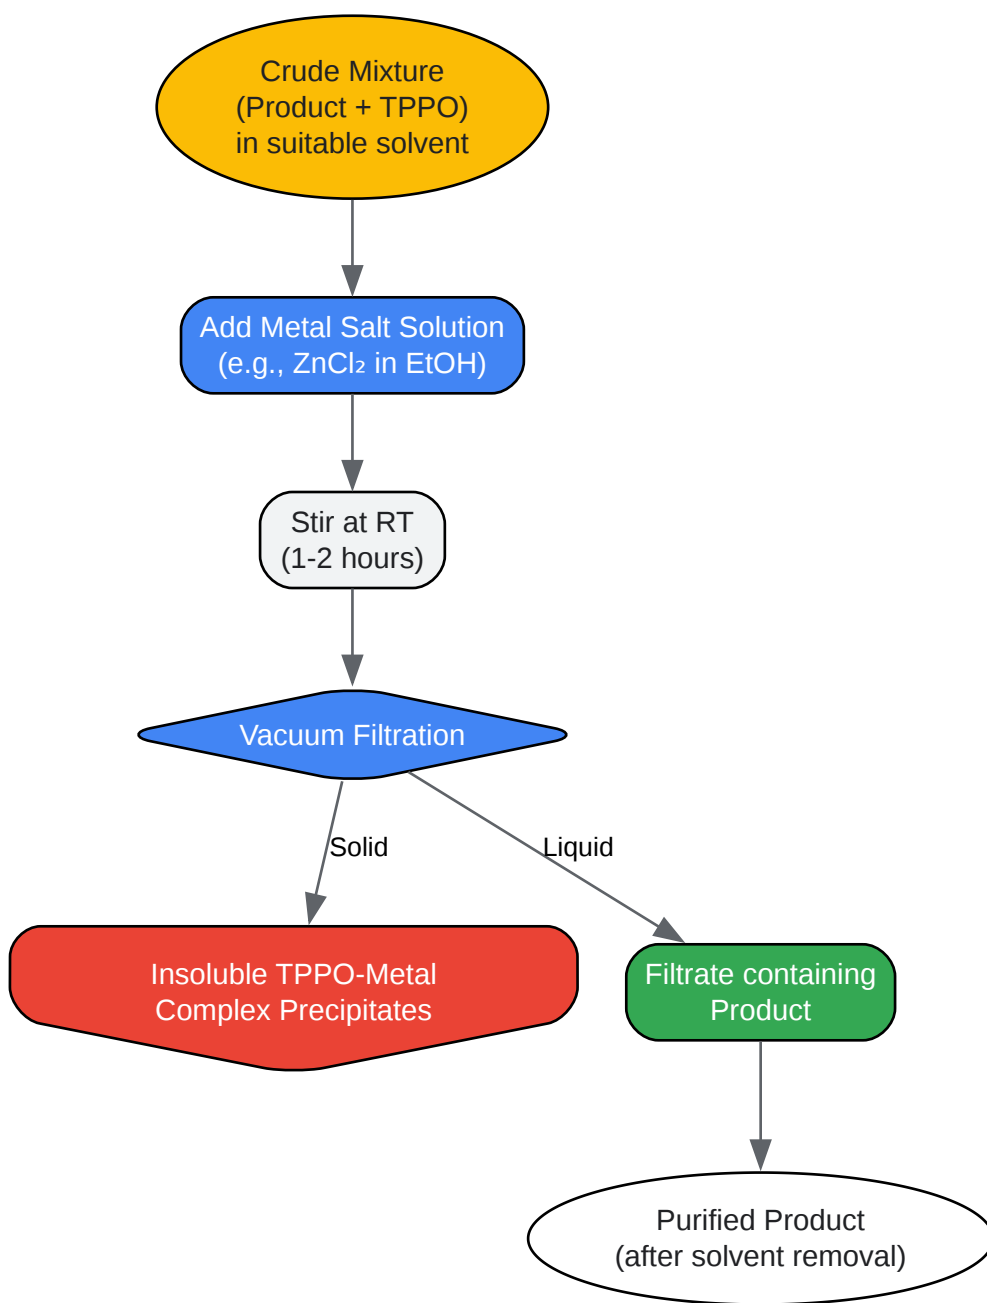 Crude Mixture
(Product + TPPO)
in suitable solvent
Add Metal Salt Solution
(e.g., ZnCl₂ in EtOH)
Stir at RT
(1-2 hours)
Vacuum Filtration
Solid
Liquid
Insoluble TPPO-Metal
Complex Precipitates
Filtrate containing
Product
Purified Product
(after solvent removal)